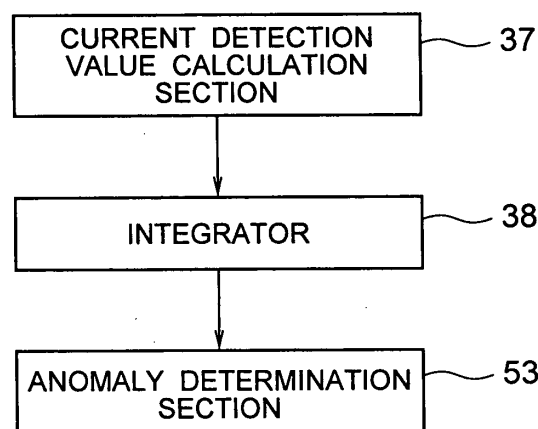 CURRENT DETECTION
VALUE CALCULATION
SECTION
37
INTEGRATOR
38
ANOMALY DETERMINATION
SECTION
53